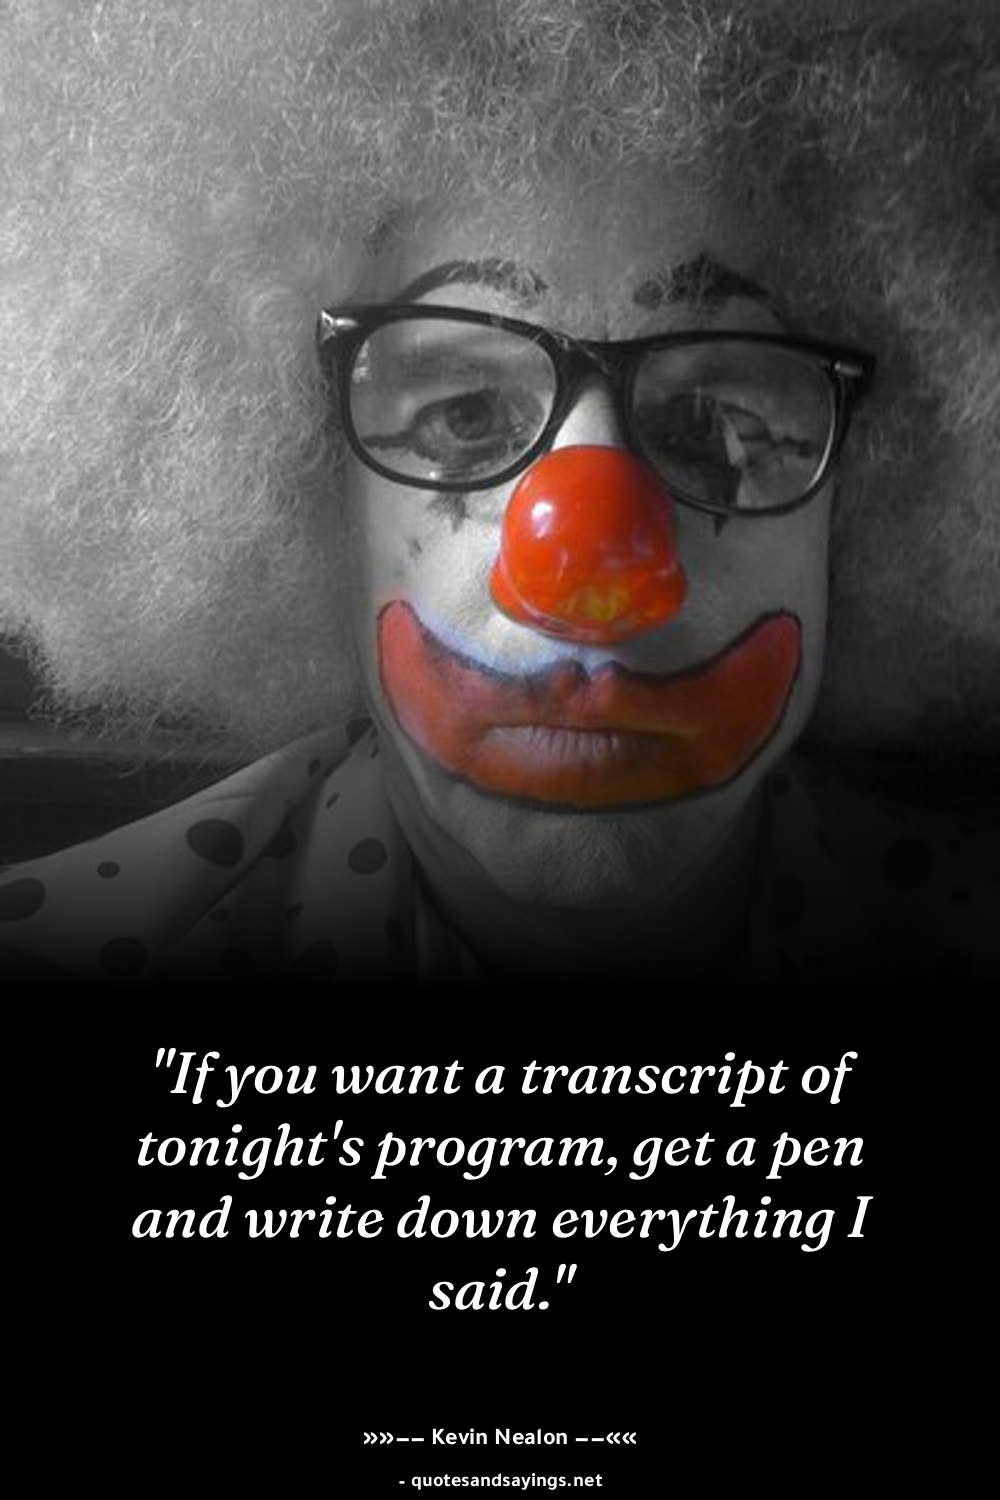 "If you want a transcript of
tonight's program, get a pen
and write down everything I
said."
»»−− Kevin Nealon −−««
- quotesandsayings.net